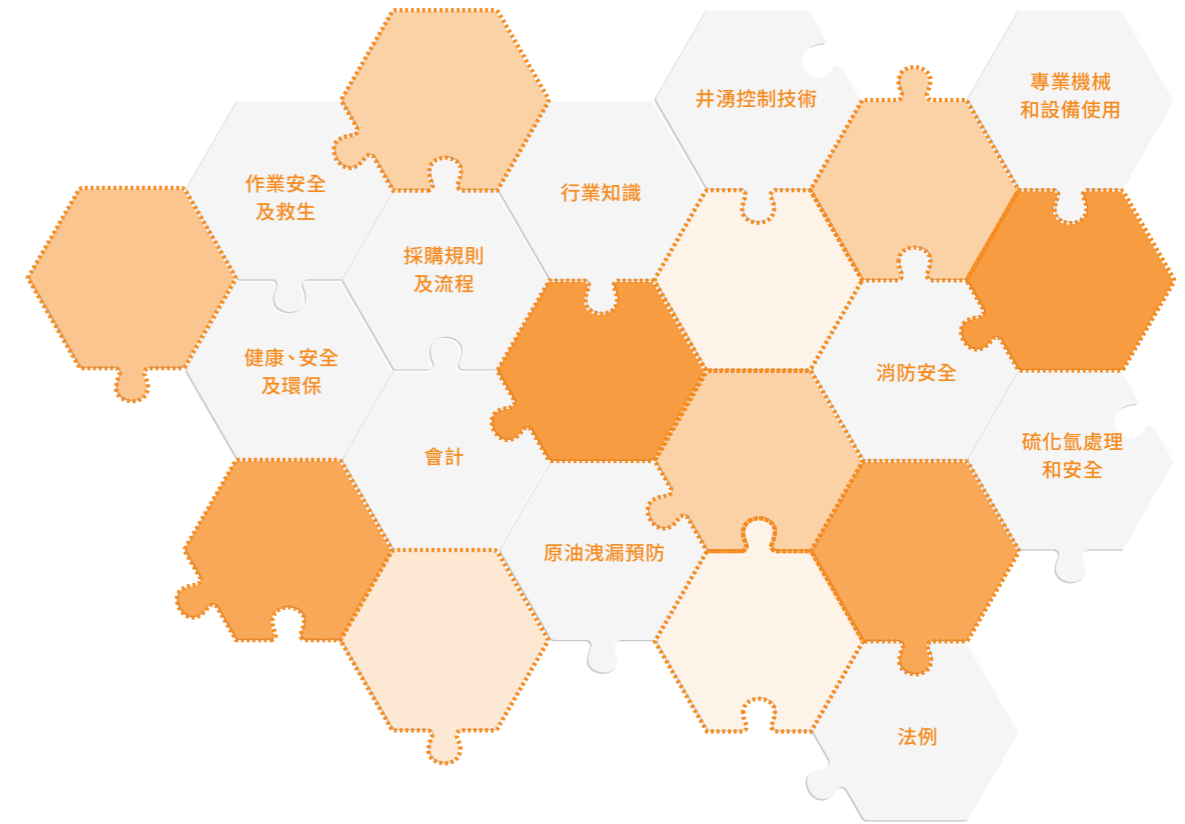 作業安全
及救生
採購規則
及流程
行業知識
井湧控制技術
專業機械
和設備使用
健康、安全
及環保
會計
原油洩漏預防
消防安全
硫化氫處理
和安全
法例